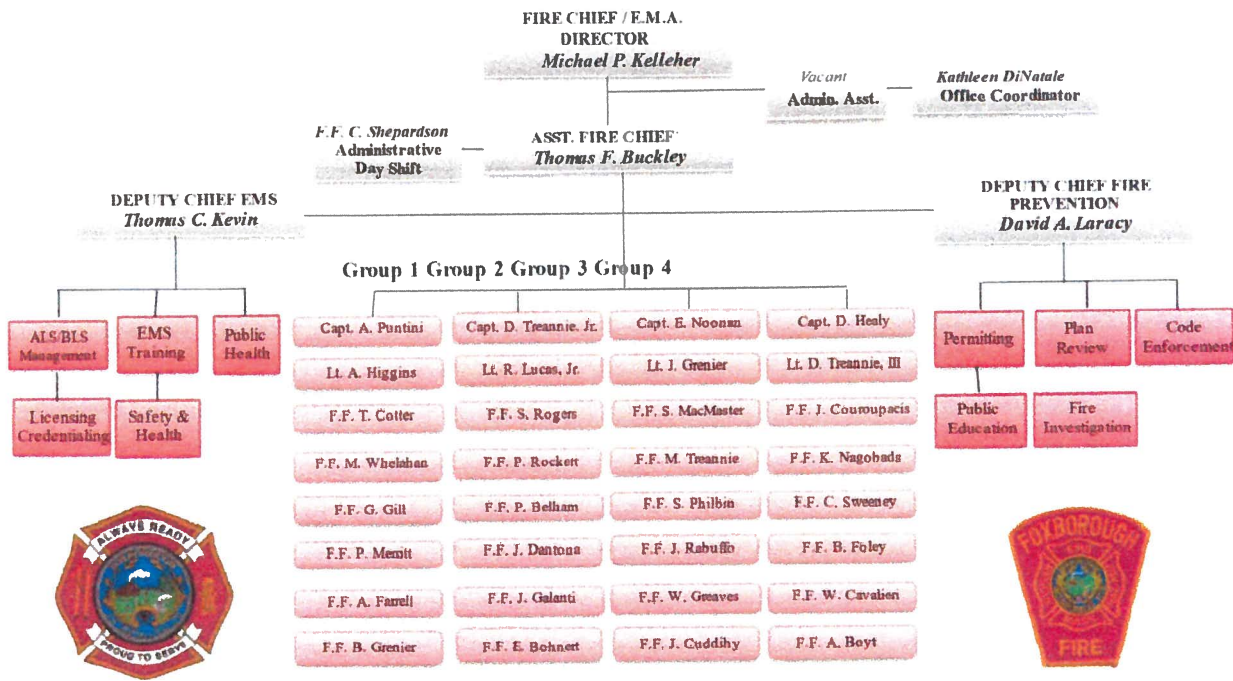 FIRE CHIEF / E.M.A.
DIRECTOR
Michael P. Kelleher
Vacant
Admin. Asst.
Kathleen DiNatale
Office Coordinator
F.F. C. Shepardson
Administrative
Day Shift
ASST. FIRE CHIEF
Thomas F. Buckley
DEPUTY CHIEF EMS
Thomas C. Kevin
DEPUTY CHIEF FIRE
PREVENTION
David A. Laracy
Group 1 Group 2 Group 3 Group 4
ALS/BLS
Management
EMS
Training
Public
Health
Licensing
Credentialing
Safety &
Health
Capt. A. Puntini
Capt. D. Treannie, Jr.
Capt. E. Noonan
Capt. D. Healy
Lt. A. Higgins
Lt. R. Lucas, Jr.
Lt. J. Grenier
Lt. D. Treannie, III
F.F. T. Cotter
F.F. S. Rogers
F.F. S. MacMaster
F.F. J. Couroupacis
F.F. M. Whelahan
F.F. P. Rockett
F.F. M. Treannie
F.F. K. Nagobads
F.F. G. Gilt
F.F. P. Belham
F.F. S. Philbin
F.F. C. Sweeney
F.F. P. Merritt
F.F. J. Dantona
F.F. J. Rabuffo
F.F. B. Foley
F.F. A. Farrell
F.F. J. Galanti
F.F. W. Greaves
F.F. W. Cavalieri
F.F. B. Grenier
F.F. E. Bohnert
F.F. J. Cuddihy
F.F. A. Boyt
Permitting
Plan
Review
Code
Enforcement
Public
Education
Fire
Investigation
ALWAYS READY
PROUD TO SERVE
FOXBOROUGH
FIRE